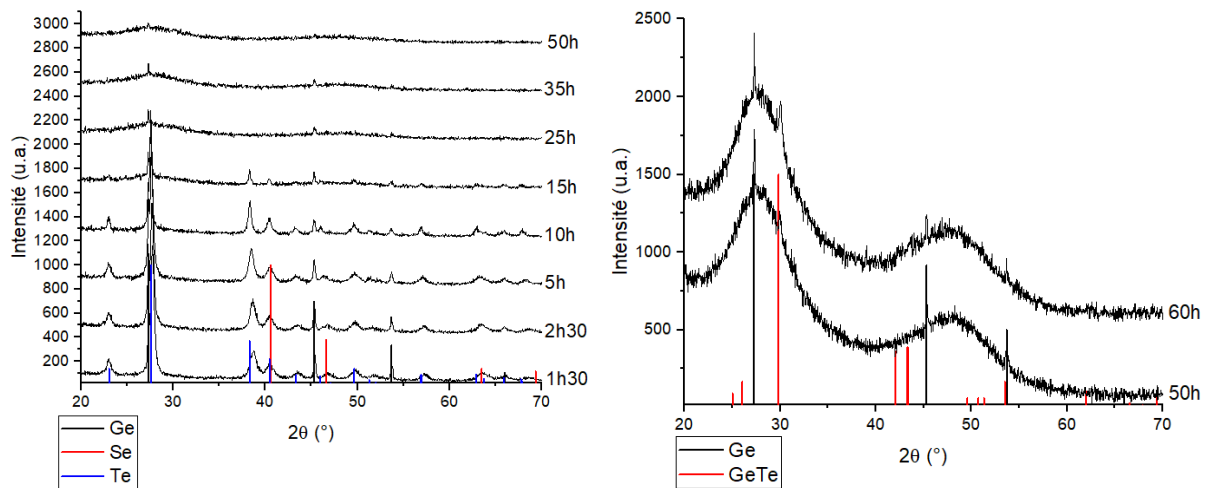 3000
2800
2600
2400
2200
2000
1800
1600
1400
1200
1000
800
600
400
200
Intensité (u.a.)
50h
35h
25h
15h
10h
5h
2h30
1h30
20 30 40 50 60 70
2θ (°)
Ge
Se
Te
2500
2000
1500
1000
500
Intensité (u.a.)
60h
50h
20 30 40 50 60 70
2θ (°)
Ge
GeTe